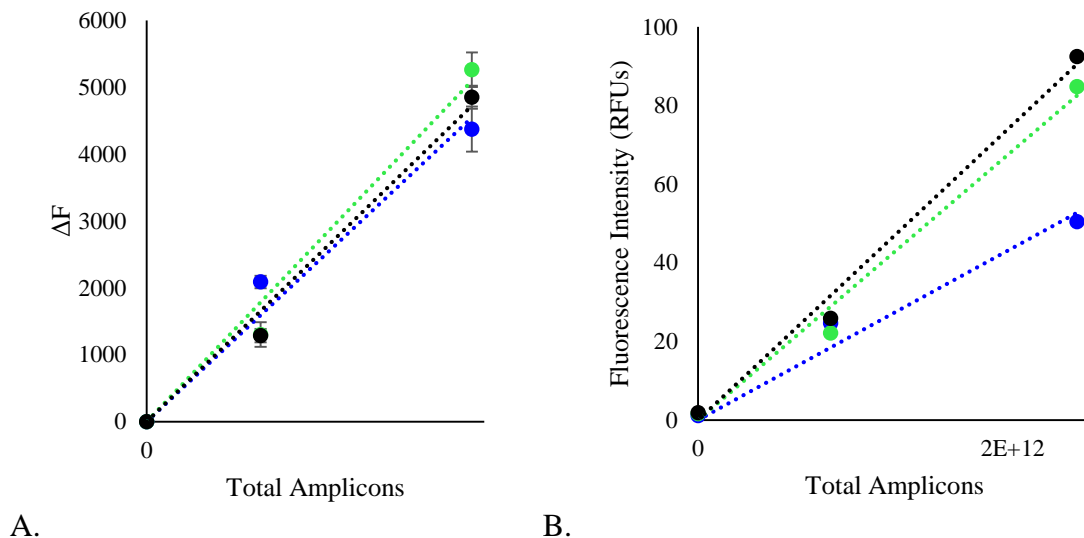 6000
5000
4000
3000
2000
1000
0
ΔF
0
Total Amplicons
A.
100
80
60
40
20
0
Fluorescence Intensity (RFUs)
0
2E+12
Total Amplicons
B.